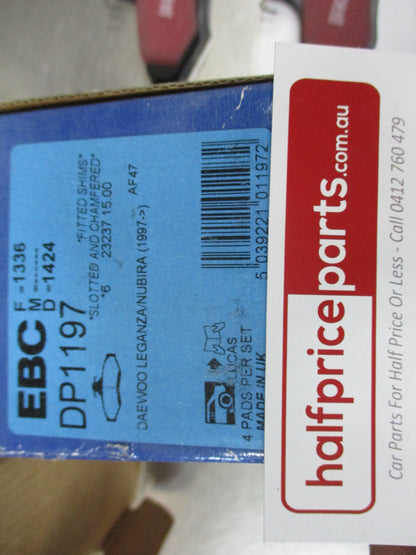 EBC
F -1336
M -----
D -1424
DP1197
*FITTED SHIMS*
*SLOTTED AND CHAMFERED*
*6 23237 15.00
AF47
DAEWOO LEGANZA/NUBIRA (1997->)
LUCAS
4 PADS PER SET
MADE IN UK
5 039221 011972
halfpriceparts.com.au
Car Parts For Half Price Or Less - Call 0412 760 479